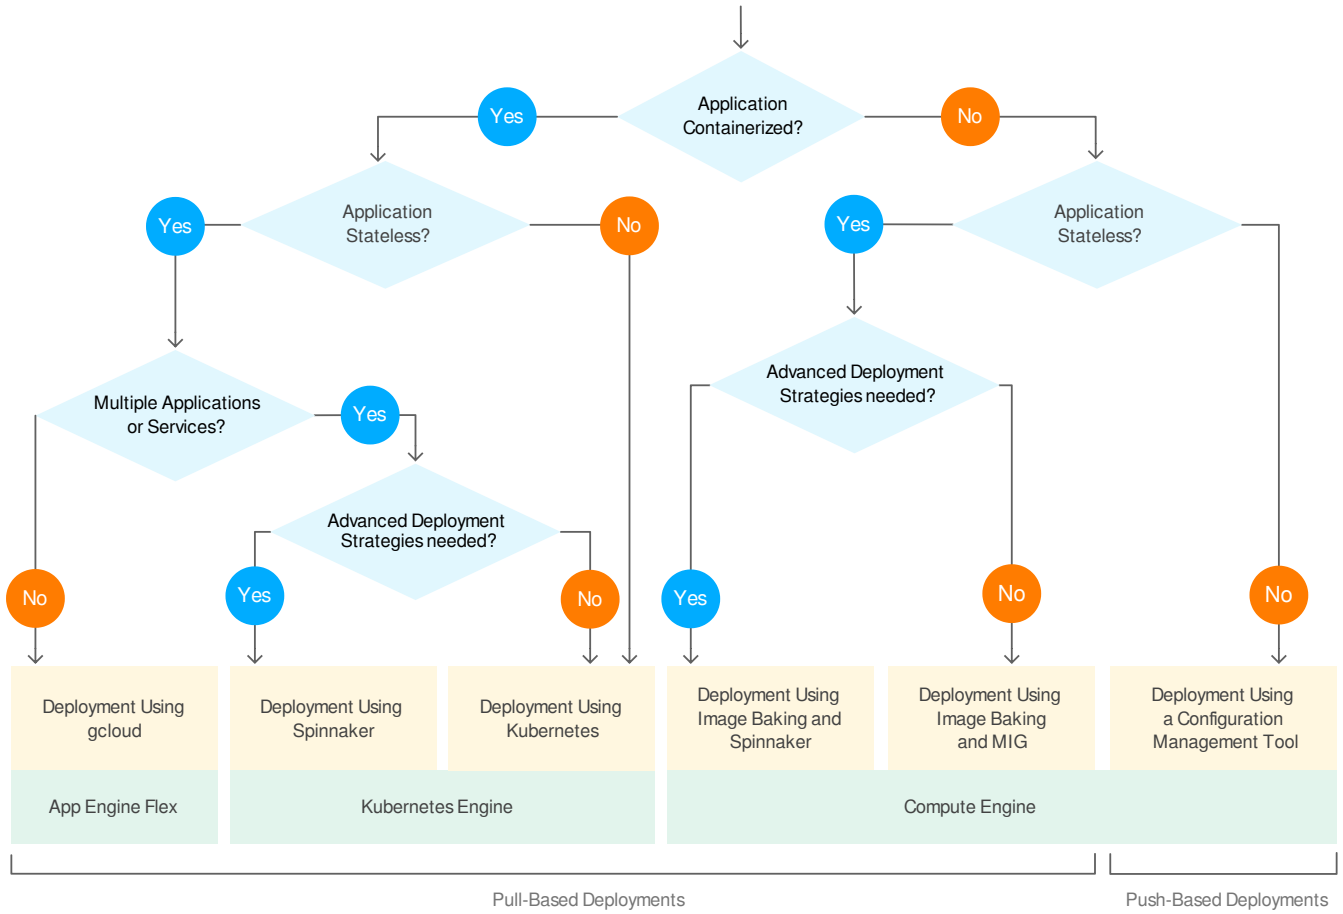 Application
Containerized?
Yes
No
Application
Stateless?
Yes
No
Application
Stateless?
Yes
Multiple Applications
or Services?
Yes
Advanced Deployment
Strategies needed?
Advanced Deployment
Strategies needed?
No
Yes
No
Yes
No
No
Deployment Using
gcloud
Deployment Using
Spinnaker
Deployment Using
Kubernetes
Deployment Using
Image Baking and
Spinnaker
Deployment Using
Image Baking
and MIG
Deployment Using
a Configuration
Management Tool
App Engine Flex
Kubernetes Engine
Compute Engine
Pull-Based Deployments
Push-Based Deployments